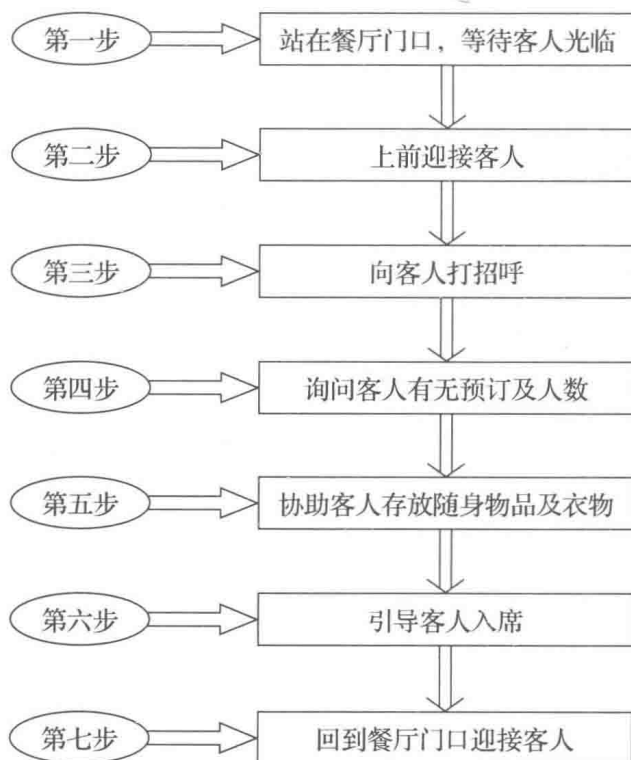 第一步
站在餐厅门口，等待客人光临
第二步
上前迎接客人
第三步
向客人打招呼
第四步
询问客人有无预订及人数
第五步
协助客人存放随身物品及衣物
第六步
引导客人入席
第七步
回到餐厅门口迎接客人